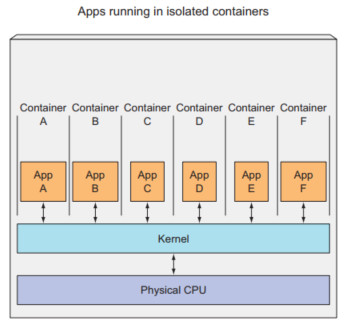 Apps running in isolated containers
Container Container Container Container Container Container
A B C D E F
App App App App App App
A B C D E F
Kernel
Physical CPU